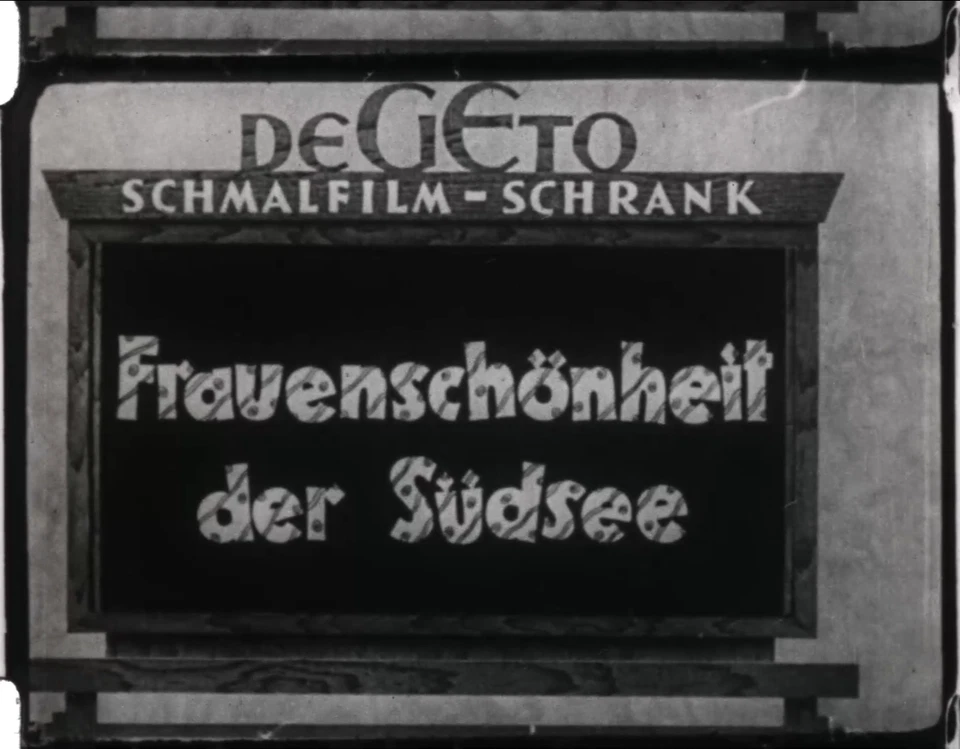 DEGETO
SCHMALFILM-SCHRANK
Frauenschönheit
der Südsee